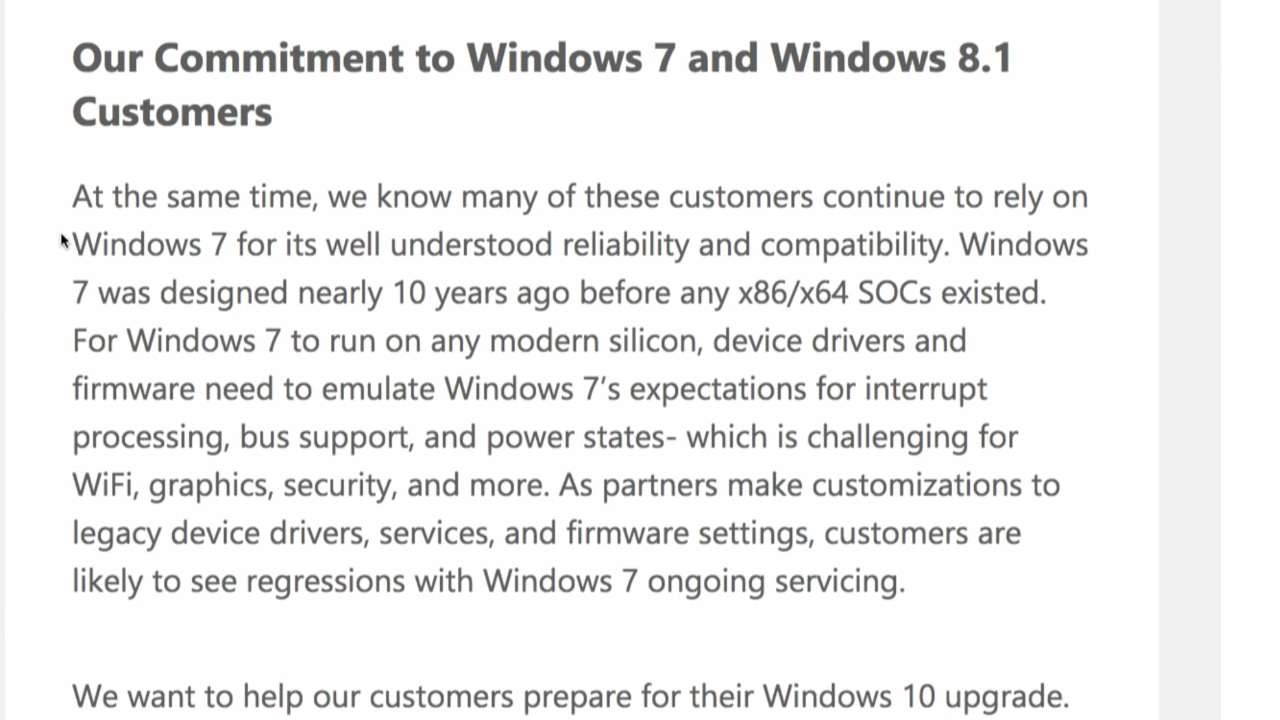 Our Commitment to Windows 7 and Windows 8.1
Customers
At the same time, we know many of these customers continue to rely on
Windows 7 for its well understood reliability and compatibility. Windows
7 was designed nearly 10 years ago before any x86/x64 SOCs existed.
For Windows 7 to run on any modern silicon, device drivers and
firmware need to emulate Windows 7’s expectations for interrupt
processing, bus support, and power states- which is challenging for
WiFi, graphics, security, and more. As partners make customizations to
legacy device drivers, services, and firmware settings, customers are
likely to see regressions with Windows 7 ongoing servicing.
We want to help our customers prepare for their Windows 10 upgrade.